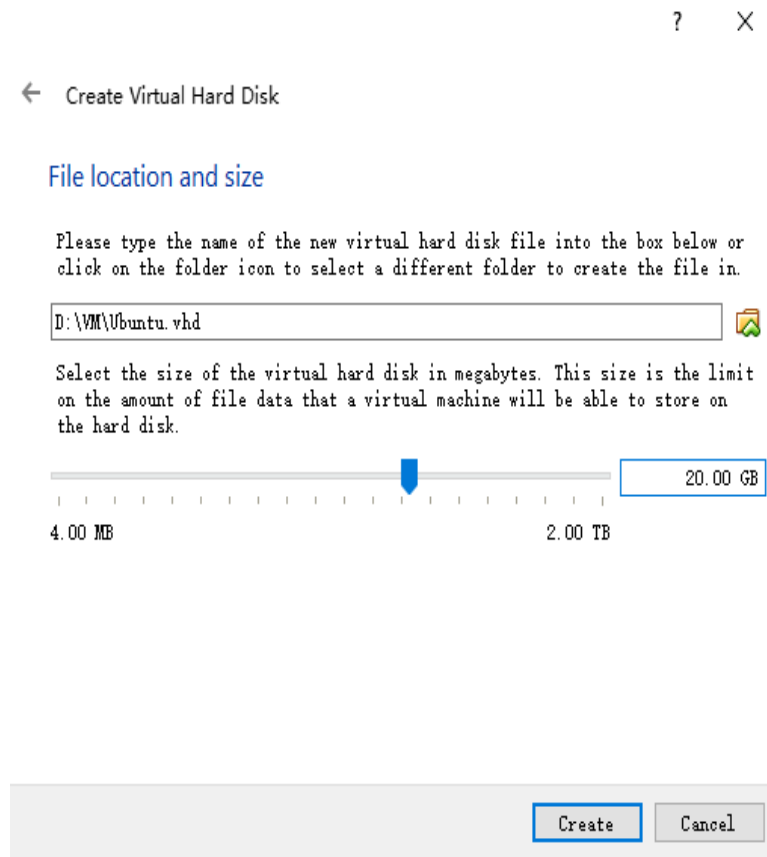 ?
Create Virtual Hard Disk
File location and size
Please type the name of the new virtual hard disk file into the box below or
click on the folder icon to select a different folder to create the file in.
D:\VM\Ubuntu.vhd
Select the size of the virtual hard disk in megabytes. This size is the limit
on the amount of file data that a virtual machine will be able to store on
the hard disk.
20.00 GB
4.00 MB 2.00 TB
Create Cancel